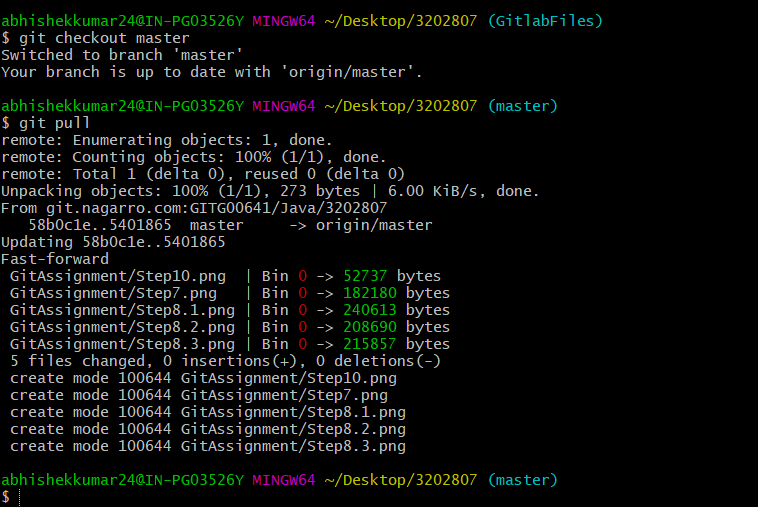 abhishekkumar24@IN-PG03526Y MINGW64 ~/Desktop/3202807 (GitlabFiles)
$ git checkout master
Switched to branch 'master'
Your branch is up to date with 'origin/master'.
abhishekkumar24@IN-PG03526Y MINGW64 ~/Desktop/3202807 (master)
$ git pull
remote: Enumerating objects: 1, done.
remote: Counting objects: 100% (1/1), done.
remote: Total 1 (delta 0), reused 0 (delta 0)
Unpacking objects: 100% (1/1), 273 bytes | 6.00 KiB/s, done.
From git.nagarro.com:GITG00641/Java/3202807
   58b0c1e..5401865  master     -> origin/master
Updating 58b0c1e..5401865
Fast-forward
 GitAssignment/Step10.png  | Bin 0 -> 52737 bytes
 GitAssignment/Step7.png   | Bin 0 -> 182180 bytes
 GitAssignment/Step8.1.png | Bin 0 -> 240613 bytes
 GitAssignment/Step8.2.png | Bin 0 -> 208690 bytes
 GitAssignment/Step8.3.png | Bin 0 -> 215857 bytes
 5 files changed, 0 insertions(+), 0 deletions(-)
 create mode 100644 GitAssignment/Step10.png
 create mode 100644 GitAssignment/Step7.png
 create mode 100644 GitAssignment/Step8.1.png
 create mode 100644 GitAssignment/Step8.2.png
 create mode 100644 GitAssignment/Step8.3.png
abhishekkumar24@IN-PG03526Y MINGW64 ~/Desktop/3202807 (master)
$